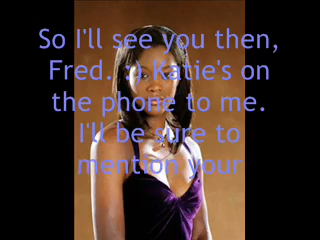 So I'll see you then,
Fred. :) Katie's on
the phone to me.
I'll be sure to
mention your